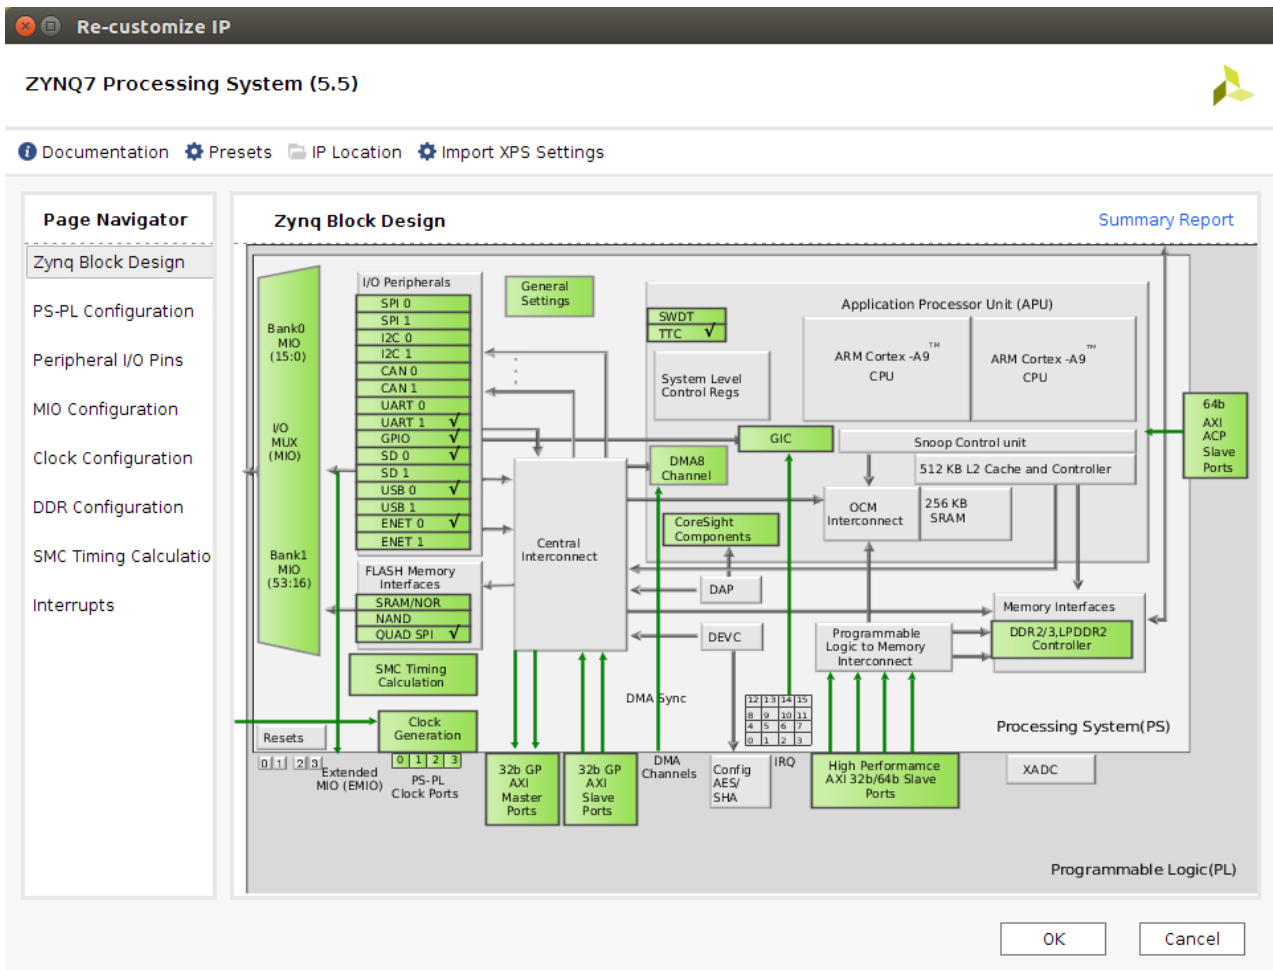 Re-customize IP
ZYNQ7 Processing System (5.5)
Documentation Presets IP Location Import XPS Settings
Page Navigator
Zynq Block Design
PS-PL Configuration
Peripheral I/O Pins
MIO Configuration
Clock Configuration
DDR Configuration
SMC Timing Calculatio
Interrupts
Zynq Block Design
Summary Report
Bank0
MIO
(15:0)
I/O
MUX
(MIO)
Bank1
MIO
(53:16)
I/O Peripherals
SPI 0
SPI 1
I2C 0
I2C 1
CAN 0
CAN 1
UART 0
UART 1 √
GPIO √
SD 0 √
SD 1
USB 0 √
USB 1
ENET 0 √
ENET 1
FLASH Memory
Interfaces
SRAM/NOR
NAND
QUAD SPI √
SMC Timing
Calculation
Clock
Generation
0 1 2 3
PS-PL
Clock Ports
Resets
0 1 2 3
Extended
MIO (EMIO)
General
Settings
Central
Interconnect
32b GP
AXI
Master
Ports
32b GP
AXI
Slave
Ports
Application Processor Unit (APU)
SWDT
TTC √
System Level
Control Regs
ARM Cortex -A9 TM
CPU
ARM Cortex -A9 TM
CPU
GIC
Snoop Control unit
DMA8
Channel
512 KB L2 Cache and Controller
OCM
Interconnect
256 KB
SRAM
CoreSight
Components
DAP
DEVC
DMA Sync
DMA
Channels
12 13 14 15
8 9 10 11
4 5 6 7
0 1 2 3
IRQ
Config
AES/
SHA
Programmable
Logic to Memory
Interconnect
Memory Interfaces
DDR2/3,LPDDR2
Controller
High Performamce
AXI 32b/64b Slave
Ports
64b
AXI
ACP
Slave
Ports
Processing System(PS)
XADC
Programmable Logic(PL)
OK
Cancel